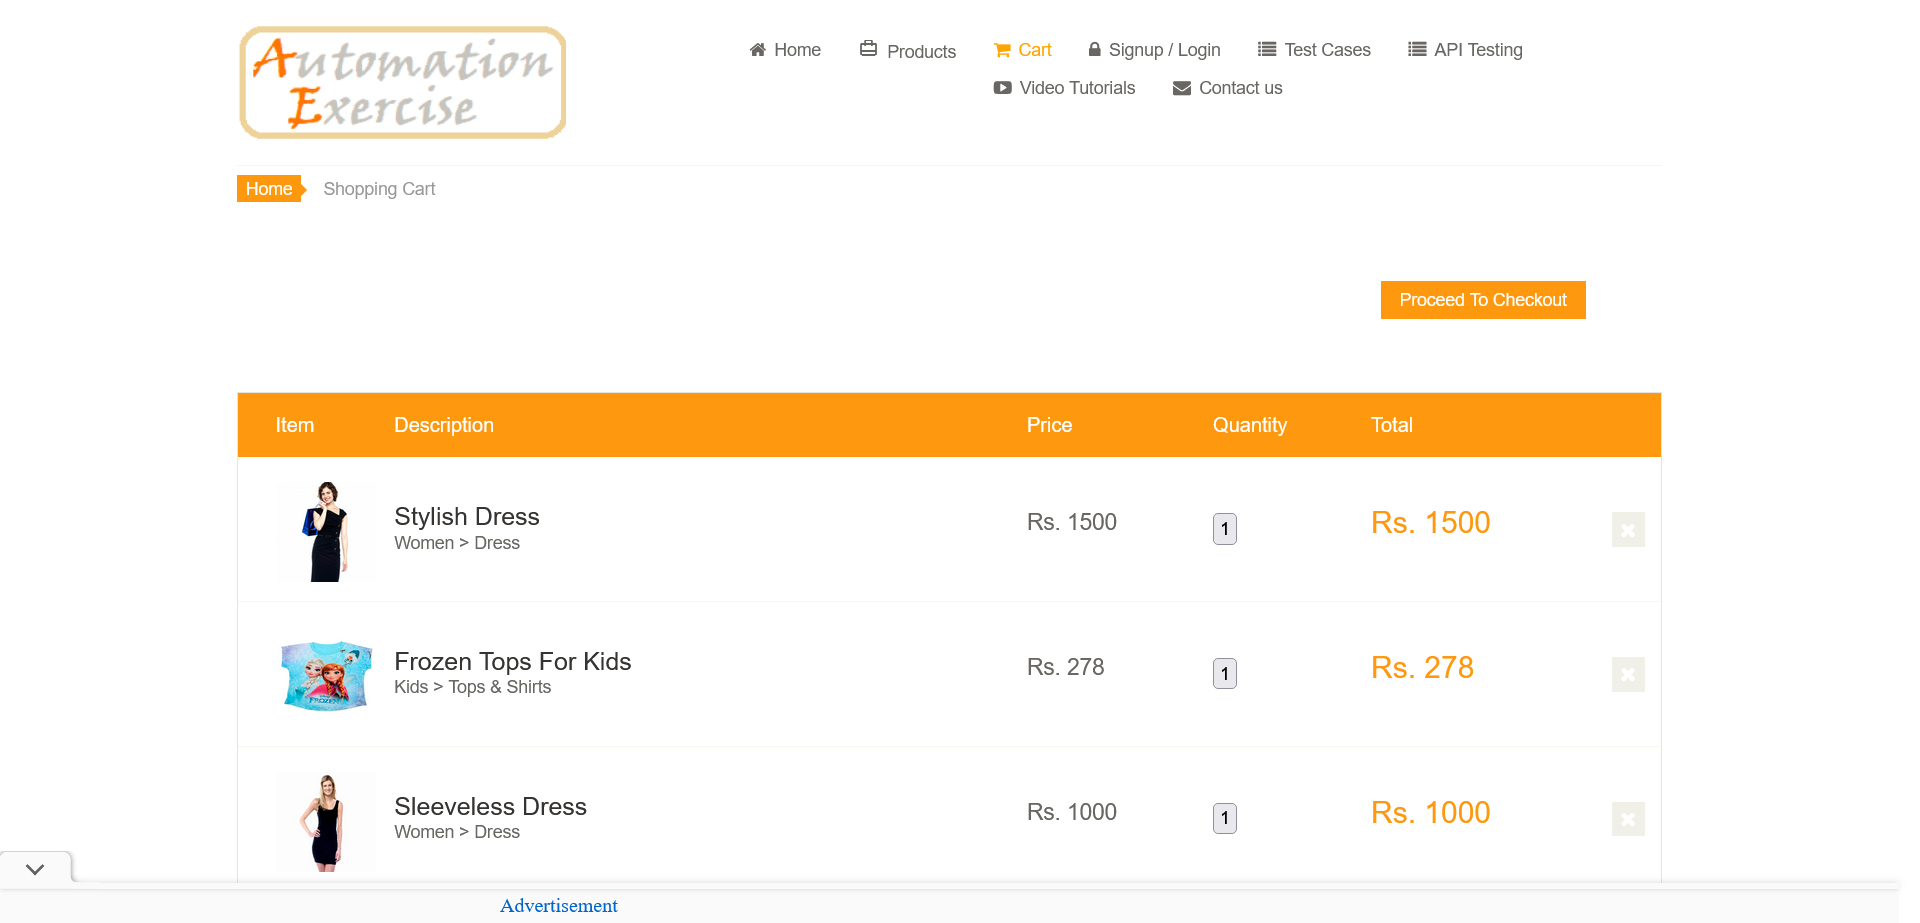 Automation
Exercise
Home
Products
Cart
Signup / Login
Test Cases
API Testing
Video Tutorials
Contact us
Home
Shopping Cart
Proceed To Checkout
Item Description Price Quantity Total
Stylish Dress
Women > Dress
Rs. 1500
1
Rs. 1500
Frozen Tops For Kids
Kids > Tops & Shirts
Rs. 278
1
Rs. 278
FROZEN
Sleeveless Dress
Women > Dress
Rs. 1000
1
Rs. 1000
Advertisement